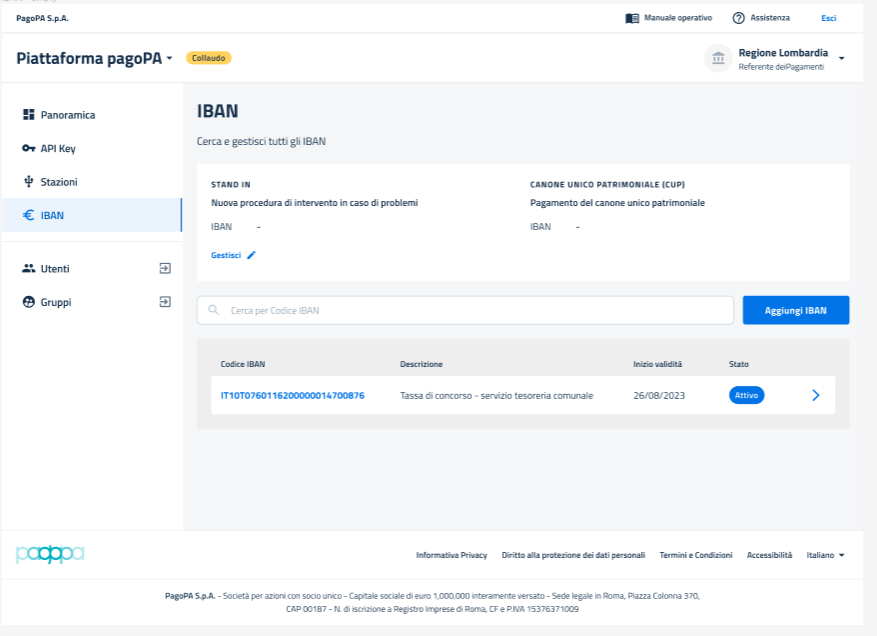 PagoPA S.p.A.
Manuale operativo
Assistenza
Esci
Piattaforma pagoPA
Collaudo
Regione Lombardia
Referente deiPagamenti
Panoramica
API Key
Stazioni
IBAN
Utenti
Gruppi
IBAN
Cerca e gestisci tutti gli IBAN
STAND IN
Nuova procedura di intervento in caso di problemi
IBAN -
Gestisci
CANONE UNICO PATRIMONIALE (CUP)
Pagamento del canone unico patrimoniale
IBAN -
Cerca per Codice IBAN
Aggiungi IBAN
Codice IBAN Descrizione Inizio validità Stato
IT10T0760116200000014700876 Tassa di concorso - servizio tesoreria comunale 26/08/2023 Attivo
pagopa
Informativa Privacy Diritto alla protezione dei dati personali Termini e Condizioni Accessibilità Italiano
PagoPA S.p.A. - Società per azioni con socio unico - Capitale sociale di euro 1,000,000 interamente versato - Sede legale in Roma, Piazza Colonna 370,
CAP 00187 - N. di iscrizione a Registro Imprese di Roma, CF e P.IVA 15376371009